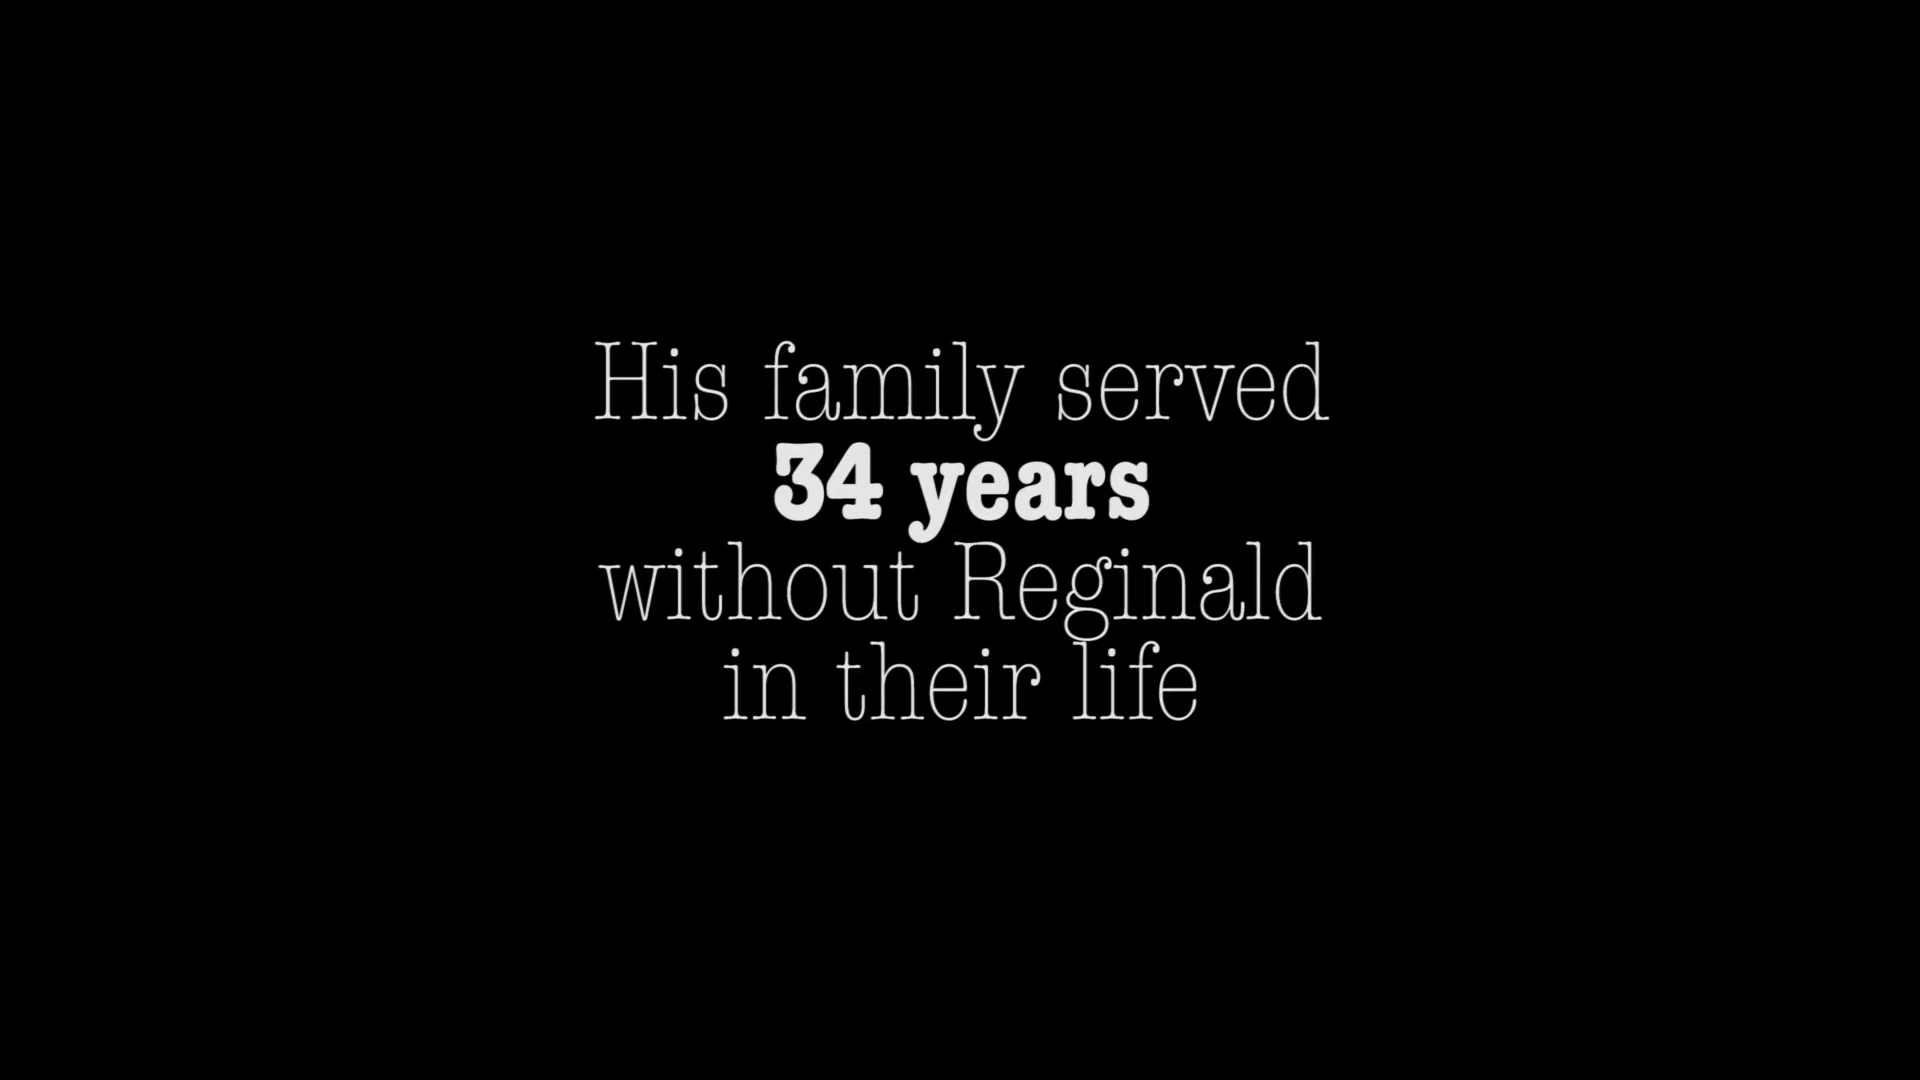 His family served
34 years
without Reginald
in their life